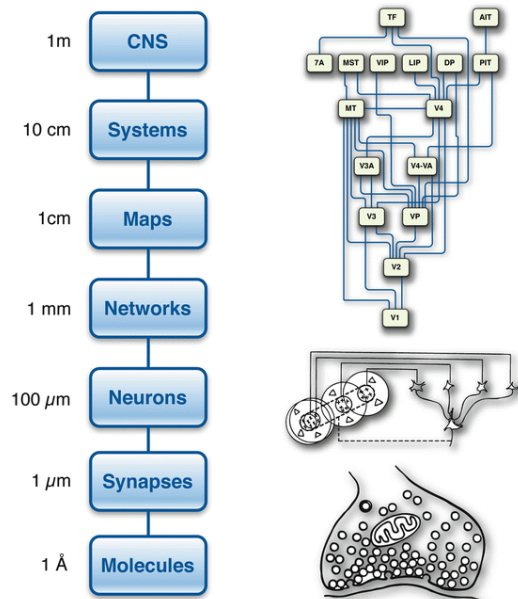 1m
CNS
10 cm
Systems
1cm
Maps
1 mm
Networks
100 µm
Neurons
1 µm
Synapses
1 Å
Molecules
TF
AIT
7A
MST
VIP
LIP
DP
PIT
MT
V4
V3A
V4-VA
V3
VP
V2
V1